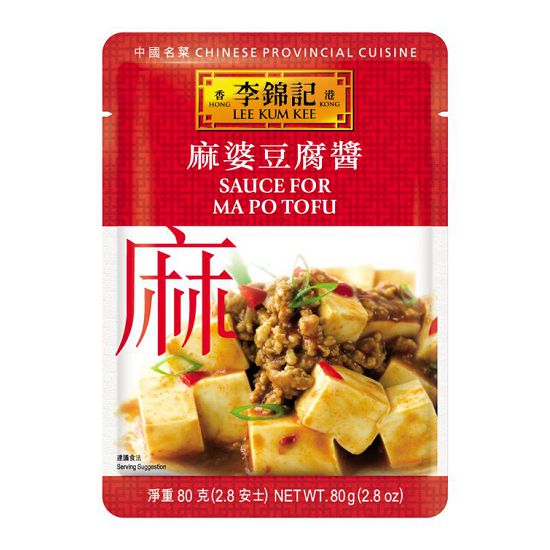 中國名菜 CHINESE PROVINCIAL CUISINE
香 李錦記 港
HONG LEE KUM KEE KONG
麻婆豆腐醬
SAUCE FOR
MA PO TOFU
麻
建議食法
Serving Suggestion
淨重 80 克(2.8 安士) NET WT. 80g (2.8 oz)